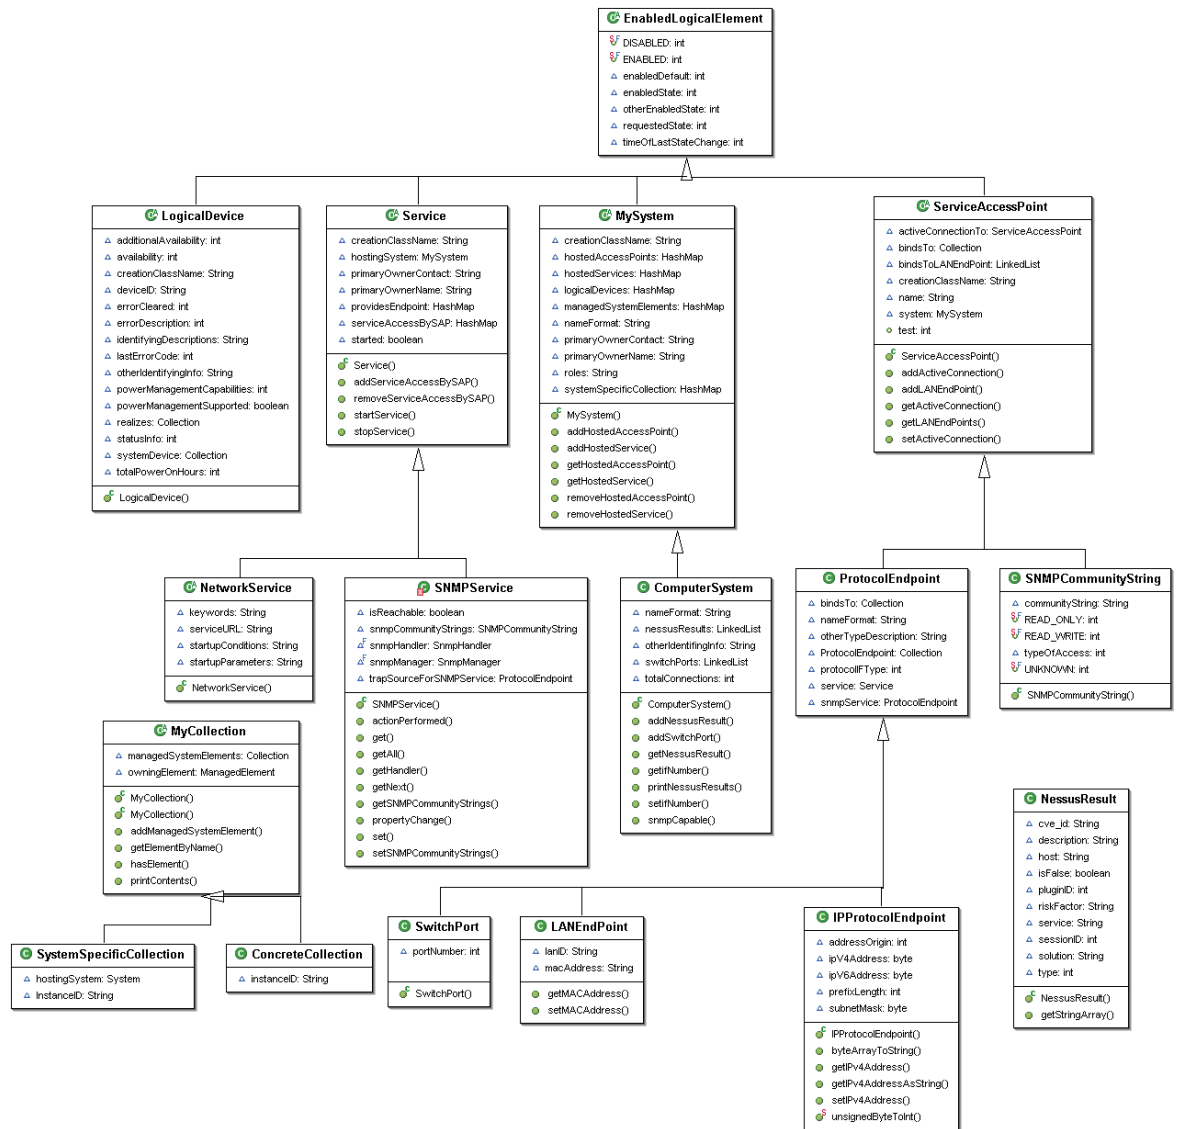 EnabledLogicalElement
DISABLED: int
ENABLED: int
enabledDefault: int
enabledState: int
otherEnabledState: int
requestedState: int
timeOfLastStateChange: int
LogicalDevice
additionalAvailability: int
availability: int
creationClassName: String
deviceID: String
errorCleared: int
errorDescription: int
identifyingDescriptions: String
lastErrorCode: int
otherIdentifyingInfo: String
powerManagementCapabilities: int
powerManagementSupported: boolean
realizes: Collection
statusInfo: int
systemDevice: Collection
totalPowerOnHours: int
LogicalDevice()
Service
creationClassName: String
hostingSystem: MySystem
primaryOwnerContact: String
primaryOwnerName: String
providesEndpoint: HashMap
serviceAccessBySAP: HashMap
started: boolean
Service()
addServiceAccessBySAP()
removeServiceAccessBySAP()
startService()
stopService()
MySystem
creationClassName: String
hostedAccessPoints: HashMap
hostedServices: HashMap
logicalDevices: HashMap
managedSystemElements: HashMap
nameFormat: String
primaryOwnerContact: String
primaryOwnerName: String
roles: String
systemSpecificCollection: HashMap
MySystem()
addHostedAccessPoint()
addHostedService()
getHostedAccessPoint()
getHostedService()
removeHostedAccessPoint()
removeHostedService()
ServiceAccessPoint
activeConnectionTo: ServiceAccessPoint
bindsTo: Collection
bindsToLANEndPoint: LinkedList
creationClassName: String
name: String
system: MySystem
test: int
ServiceAccessPoint()
addActiveConnection()
addLANEndPoint()
getActiveConnection()
getLANEndPoints()
setActiveConnection()
NetworkService
keywords: String
serviceURL: String
startupConditions: String
startupParameters: String
NetworkService()
SNMPService
isReachable: boolean
snmpCommunityStrings: SNMPCommunityString
snmpHandler: SnmpHandler
snmpManager: SnmpManager
trapSourceForSNMPService: ProtocolEndpoint
SNMPService()
actionPerformed()
get()
getAll()
getHandler()
getNext()
getSNMPCommunityStrings()
propertyChange()
set()
setSNMPCommunityStrings()
ComputerSystem
nameFormat: String
nessusResults: LinkedList
otherIdentifingInfo: String
switchPorts: LinkedList
totalConnections: int
ComputerSystem()
addNessusResult()
addSwitchPort()
getNessusResult()
getifNumber()
printNessusResults()
setifNumber()
snmpCapable()
ProtocolEndpoint
bindsTo: Collection
nameFormat: String
otherTypeDescription: String
ProtocolEndpoint: Collection
protocolIFType: int
service: Service
snmpService: ProtocolEndpoint
SNMPCommunityString
communityString: String
READ_ONLY: int
READ_WRITE: int
typeOfAccess: int
UNKNOWN: int
SNMPCommunityString()
MyCollection
managedSystemElements: Collection
owningElement: ManagedElement
MyCollection()
MyCollection()
addManagedSystemElement()
getElementByName()
hasElement()
printContents()
NessusResult
cve_id: String
description: String
host: String
isFalse: boolean
pluginID: int
riskFactor: String
service: String
sessionID: int
solution: String
type: int
NessusResult()
getStringArray()
SystemSpecificCollection
hostingSystem: System
InstanceID: String
ConcreteCollection
instanceID: String
SwitchPort
portNumber: int
SwitchPort()
LANEndPoint
lanID: String
macAddress: String
getMACAddress()
setMACAddress()
IPProtocolEndpoint
addressOrigin: int
ipV4Address: byte
ipV6Address: byte
prefixLength: int
subnetMask: byte
IPProtocolEndpoint()
byteArrayToString()
getIPv4Address()
getIPv4AddressAsString()
setIPv4Address()
unsignedByteToInt()